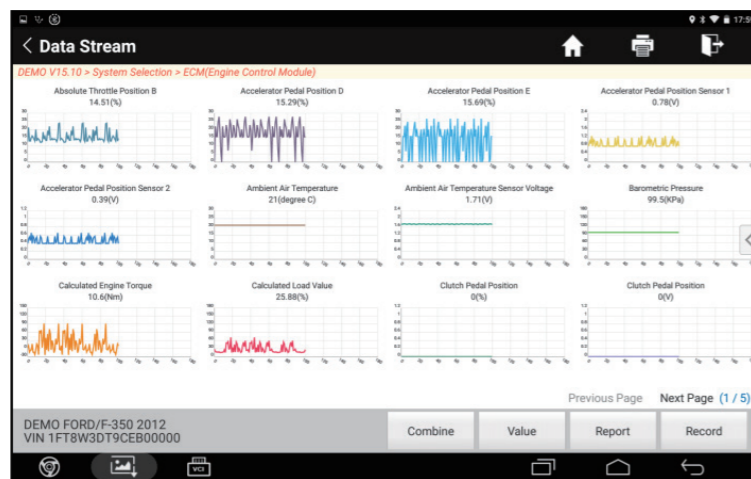 17:59
Data Stream
DEMO V15.10 > System Selection > ECM(Engine Control Module)
Absolute Throttle Position B
14.51(%)
Accelerator Pedal Position D
15.29(%)
Accelerator Pedal Position E
15.69(%)
Accelerator Pedal Position Sensor 1
0.78(V)
Accelerator Pedal Position Sensor 2
0.39(V)
Ambient Air Temperature
21(degree C)
Ambient Air Temperature Sensor Voltage
1.71(V)
Barometric Pressure
99.5(KPa)
Calculated Engine Torque
10.6(Nm)
Calculated Load Value
25.88(%)
Clutch Pedal Position
0(%)
Clutch Pedal Position
0(V)
Previous Page Next Page (1 / 5)
DEMO FORD/F-350 2012
VIN 1FT8W3DT9CEB00000
Combine Value Report Record
VCI